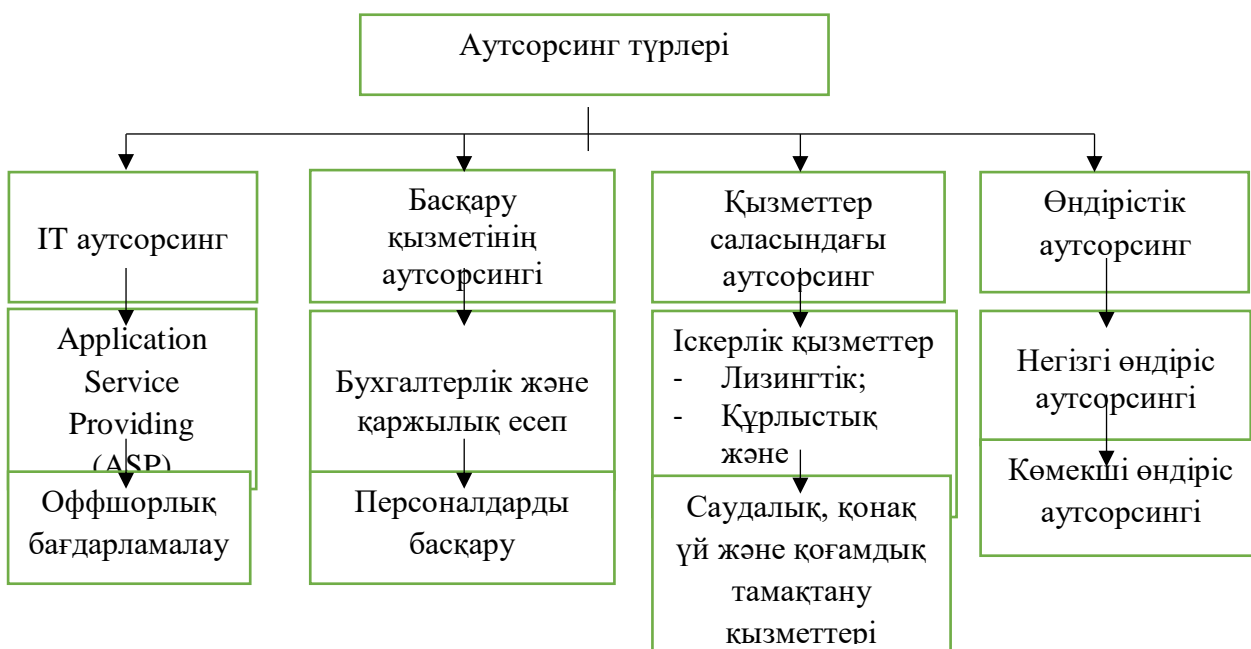 Аутсорсинг түрлері
IT аутсорсинг
Басқару
қызметінің
аутсорсингі
Қызметтер
саласындағы
аутсорсинг
Өндірістік
аутсорсинг
Application
Service
Providing
(ASP)
Бухгалтерлік және
қаржылық есеп
Іскерлік қызметтер
- Лизингтік;
- Құрлыстық
және
Негізгі өндіріс
аутсорсингі
Оффшорлық
бағдарламалау
Персоналдарды
басқару
Саудалық, қонақ
үй және қоғамдық
тамақтану
қызметтері
Көмекші өндіріс
аутсорсингі